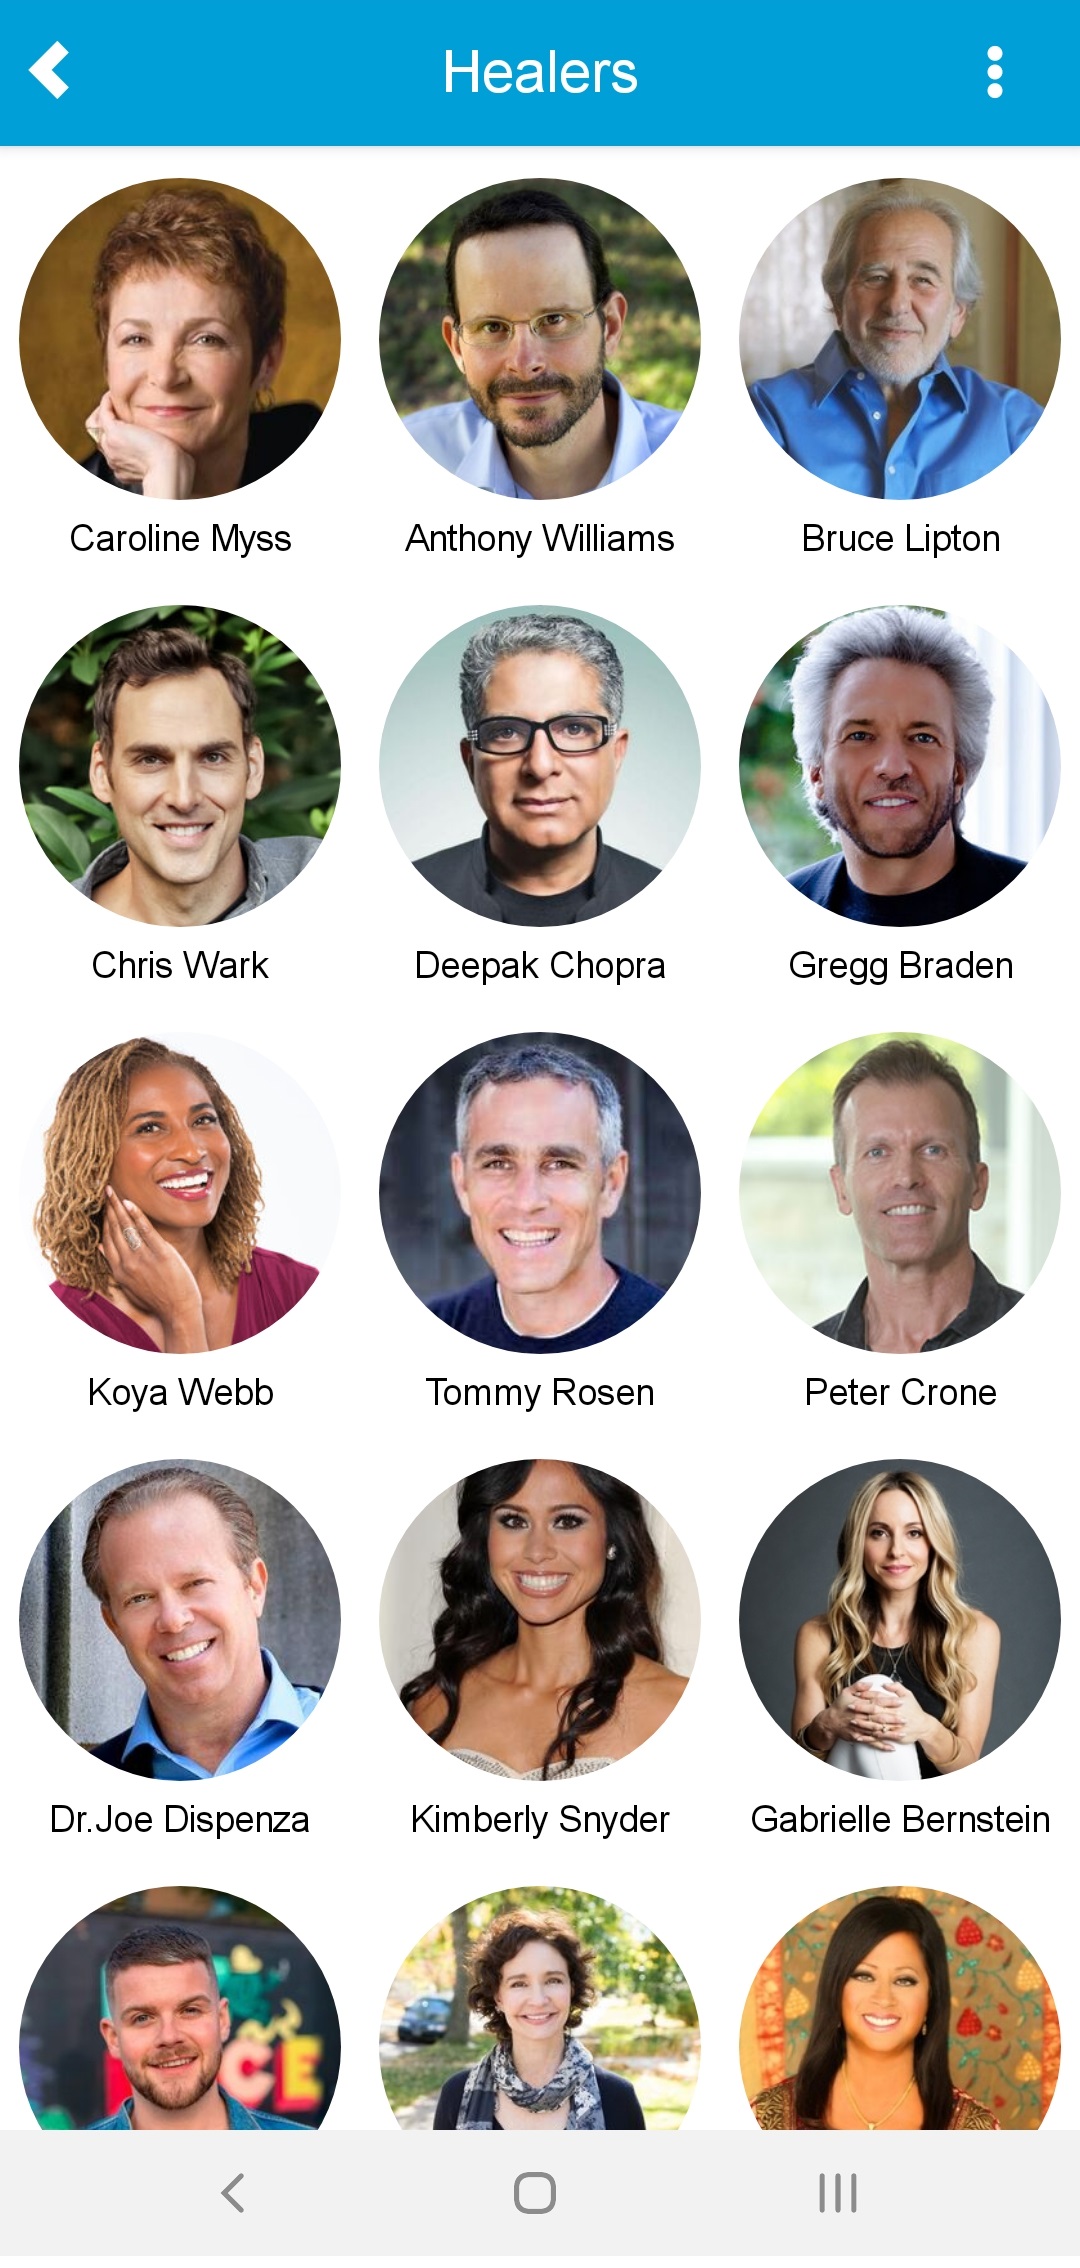 Healers
Caroline Myss
Anthony Williams
Bruce Lipton
Chris Wark
Deepak Chopra
Gregg Braden
Koya Webb
Tommy Rosen
Peter Crone
Dr.Joe Dispenza
Kimberly Snyder
Gabrielle Bernstein